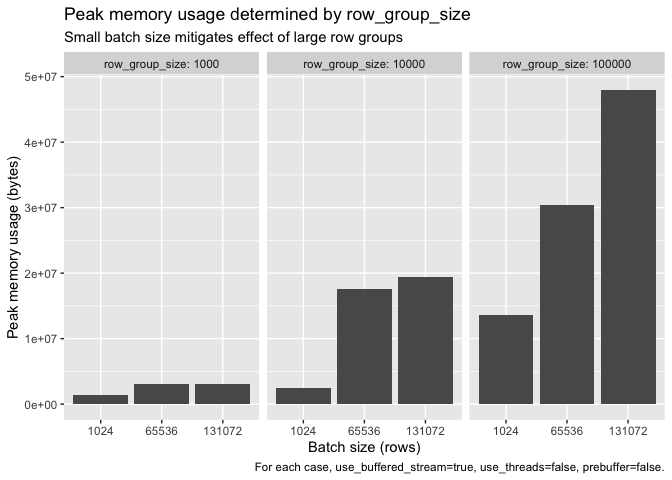 Peak memory usage determined by row_group_size
Small batch size mitigates effect of large row groups
row_group_size: 1000
row_group_size: 10000
row_group_size: 100000
Peak memory usage (bytes)
5e+07
4e+07
3e+07
2e+07
1e+07
0e+00
1024 65536 131072
1024 65536 131072
1024 65536 131072
Batch size (rows)
For each case, use_buffered_stream=true, use_threads=false, prebuffer=false.